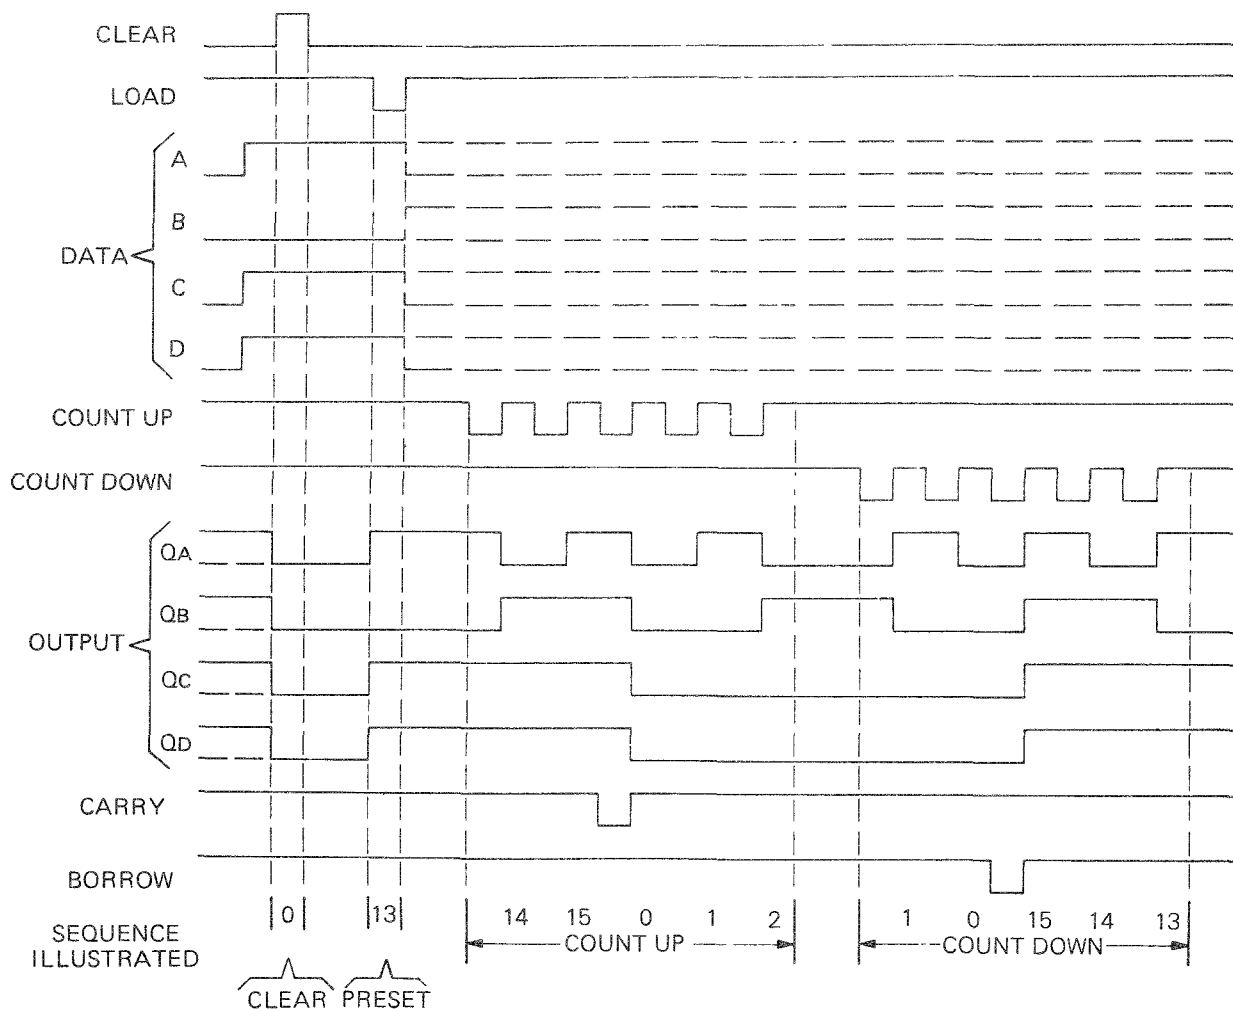 CLEAR
LOAD
A
B
DATA
C
D
COUNT UP
COUNT DOWN
QA
QB
OUTPUT
QC
QD
CARRY
BORROW
SEQUENCE
ILLUSTRATED
0 13 14 15 0 1 2 1 0 15 14 13
COUNT UP COUNT DOWN
CLEAR PRESET